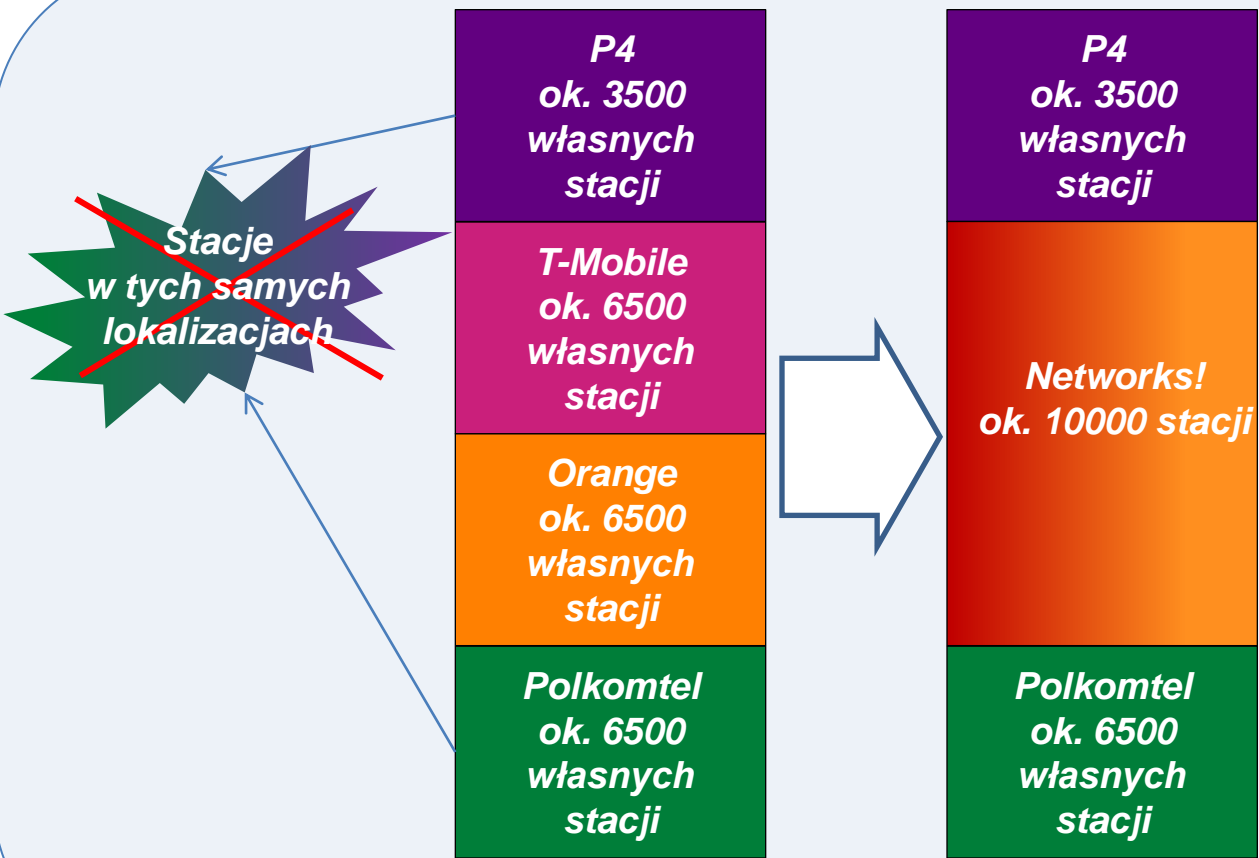 Stacje
w tych samych
lokalizacjach
P4
ok. 3500
własnych
stacji
T-Mobile
ok. 6500
własnych
stacji
Orange
ok. 6500
własnych
stacji
Polkomtel
ok. 6500
własnych
stacji
P4
ok. 3500
własnych
stacji
Networks!
ok. 10000 stacji
Polkomtel
ok. 6500
własnych
stacji